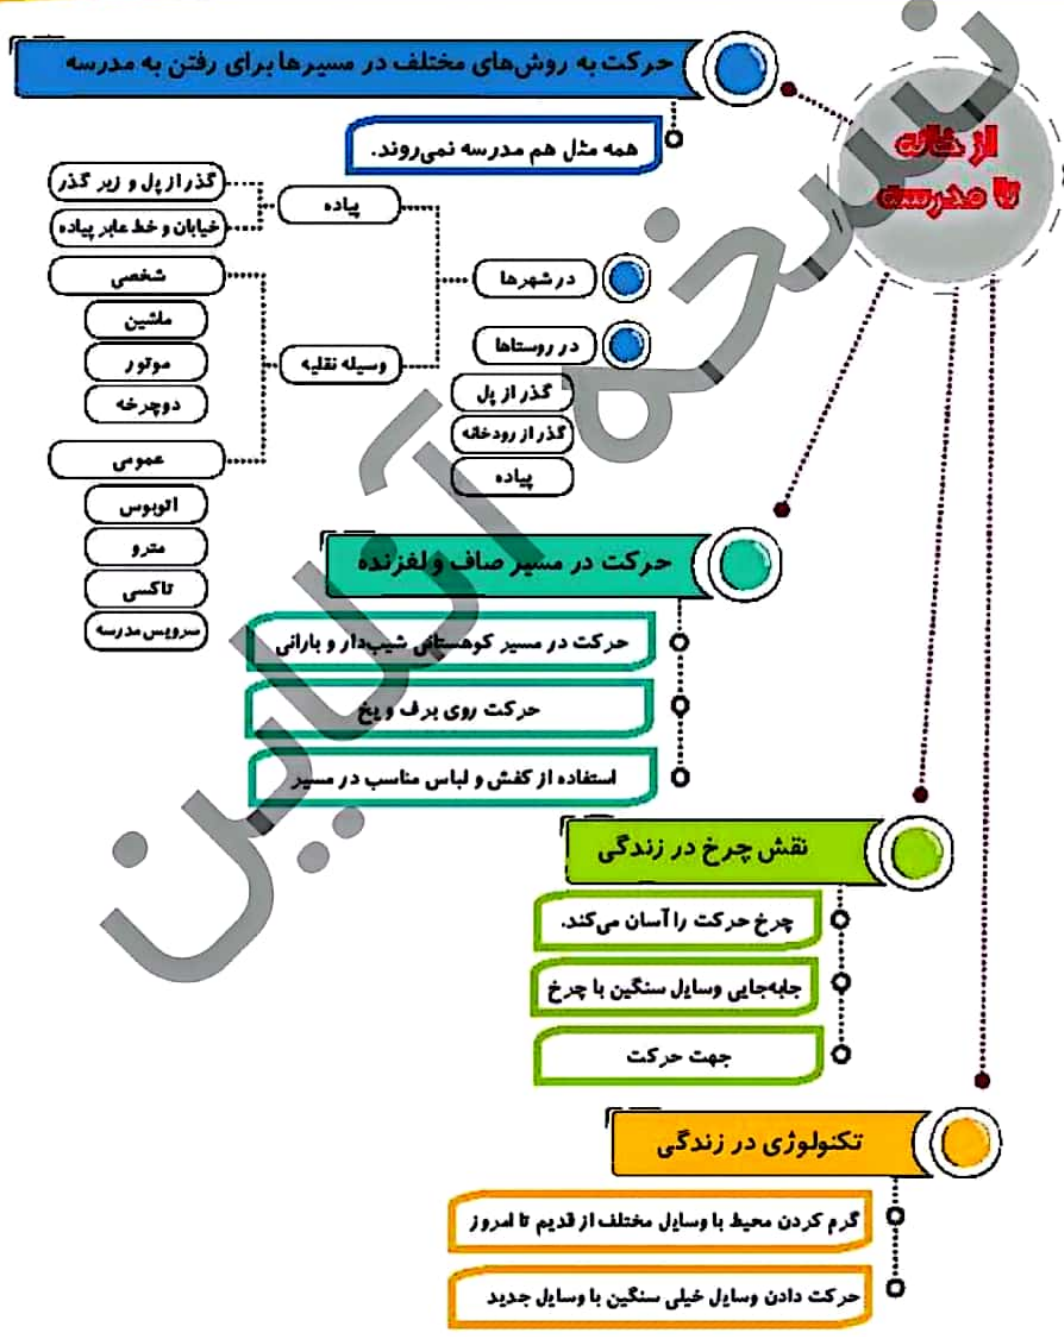 از خانه
تا مدرسه
حرکت به روش‌های مختلف در مسیرها برای رفتن به مدرسه
همه مثل هم مدرسه نمی‌روند.
در شهرها
پیاده
گذر از پل و زیر گذر
خیابان و خط عابر پیاده
وسیله نقلیه
شخصی
ماشین
موتور
دوچرخه
عمومی
اتوبوس
مترو
تاکسی
سرویس مدرسه
در روستاها
گذر از پل
گذر از رودخانه
پیاده
حرکت در مسیر صاف و لغزنده
حرکت در مسیر کوهستانی شیب‌دار و بارانی
حرکت روی برف و یخ
استفاده از کفش و لباس مناسب در مسیر
نقش چرخ در زندگی
چرخ حرکت را آسان می‌کند.
جابه‌جایی وسایل سنگین با چرخ
جهت حرکت
تکنولوژی در زندگی
گرم کردن محیط با وسایل مختلف از قدیم تا امروز
حرکت دادن وسایل خیلی سنگین با وسایل جدید
نسخه آنلاین